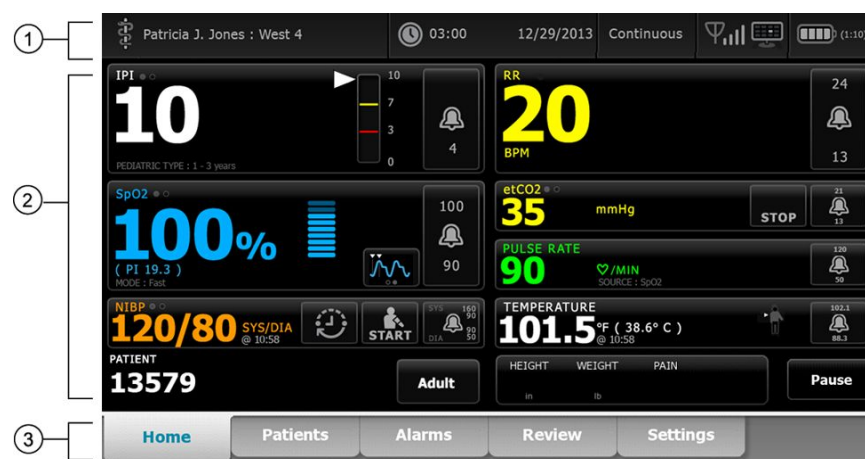 1
Patricia J. Jones : West 4
03:00
12/29/2013
Continuous
(1:10)
2
IPI
10
PEDIATRIC TYPE : 1 - 3 years
10
7
3
0
4
RR
20
BPM
24
13
SpO2
100%
( PI 19.3 )
MODE : Fast
100
90
etCO2
35
mmHg
STOP
21
13
PULSE RATE
90
/MIN
SOURCE : SpO2
120
50
NIBP
120/80
SYS/DIA
@ 10:58
START
SYS
160
90
DIA
90
50
TEMPERATURE
101.5
°F ( 38.6° C )
@ 10:58
102.1
88.3
PATIENT
13579
Adult
HEIGHT WEIGHT PAIN
in lb
Pause
3
Home Patients Alarms Review Settings